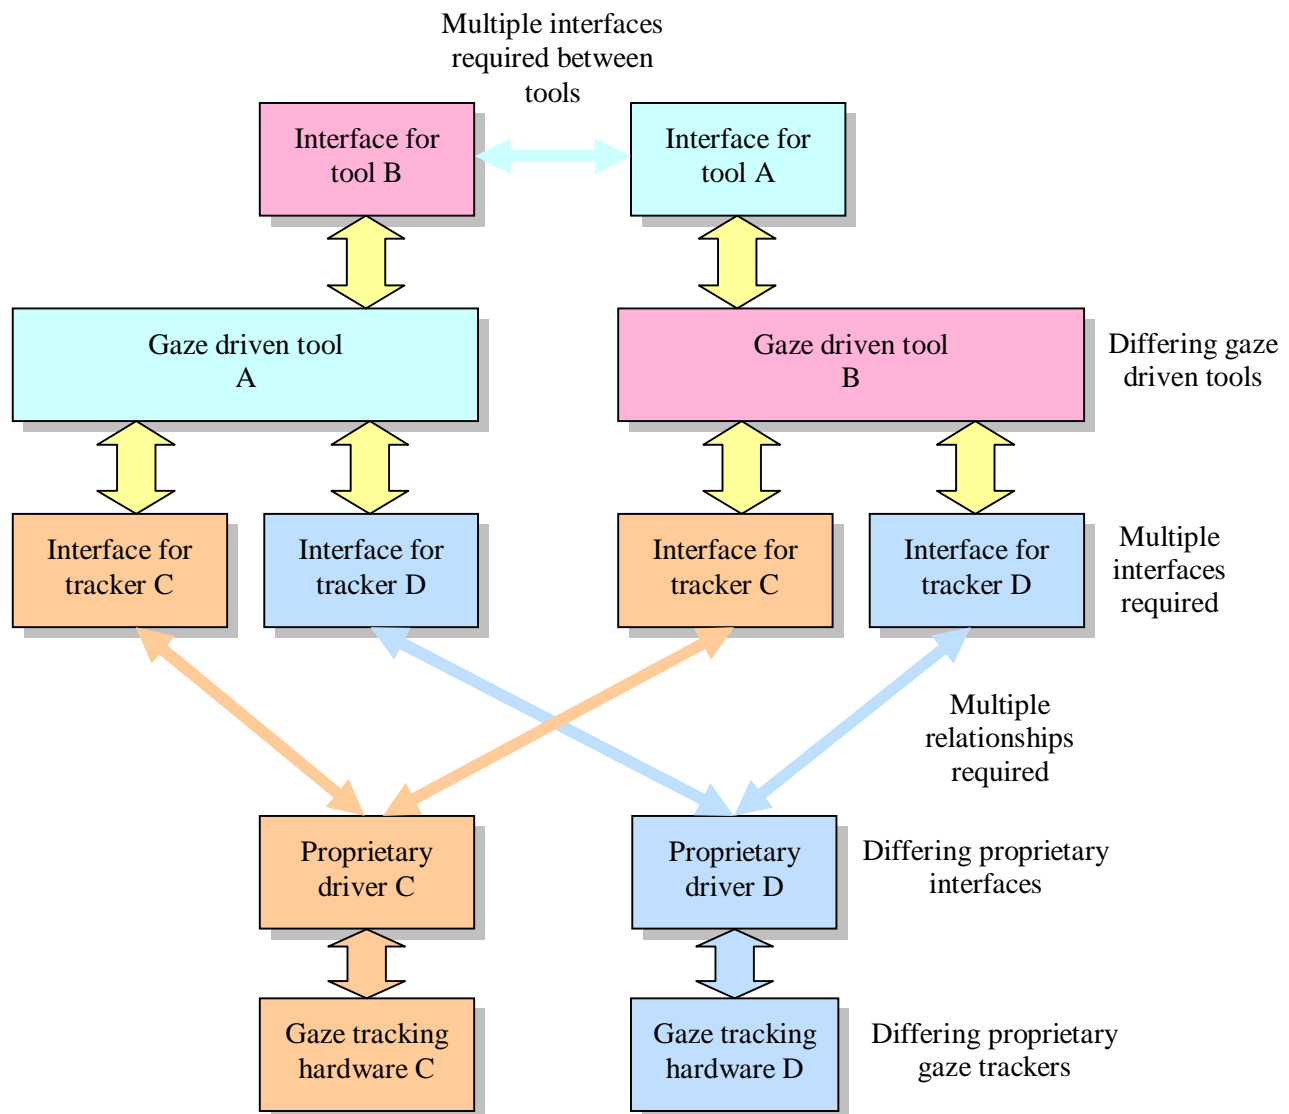 Multiple interfaces
required between
tools
Interface for
tool B
Interface for
tool A
Gaze driven tool
A
Gaze driven tool
B
Differing gaze
driven tools
Interface for
tracker C
Interface for
tracker D
Interface for
tracker C
Interface for
tracker D
Multiple
interfaces
required
Multiple
relationships
required
Proprietary
driver C
Proprietary
driver D
Differing proprietary
interfaces
Gaze tracking
hardware C
Gaze tracking
hardware D
Differing proprietary
gaze trackers